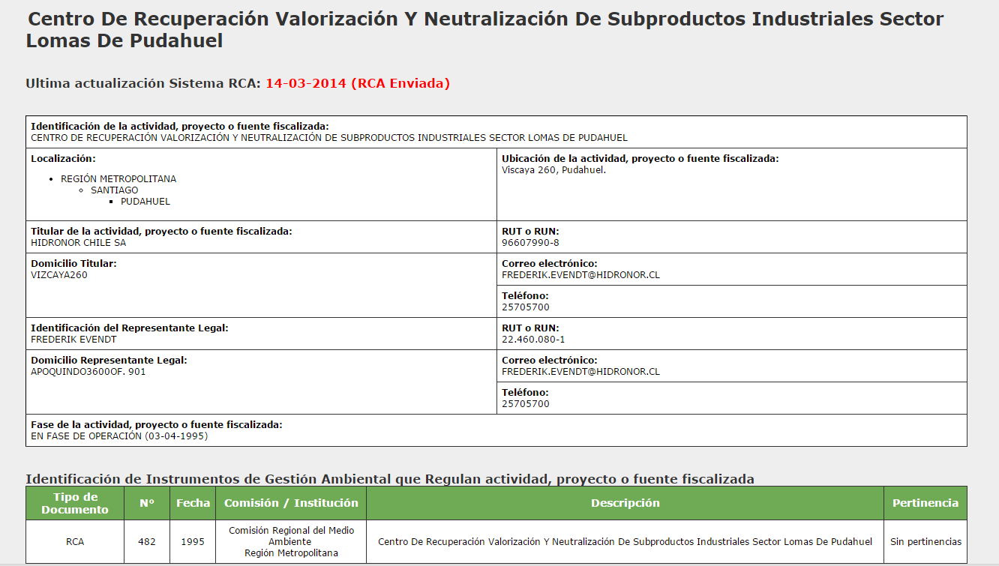 Centro De Recuperación Valorización Y Neutralización De Subproductos Industriales Sector
Lomas De Pudahuel
Ultima actualización Sistema RCA: 14-03-2014 (RCA Enviada)
Identificación de la actividad, proyecto o fuente fiscalizada:
CENTRO DE RECUPERACIÓN VALORIZACIÓN Y NEUTRALIZACIÓN DE SUBPRODUCTOS INDUSTRIALES SECTOR LOMAS DE PUDAHUEL
Localización:
REGIÓN METROPOLITANA
SANTIAGO
PUDAHUEL
Ubicación de la actividad, proyecto o fuente fiscalizada:
Viscaya 260, Pudahuel.
Titular de la actividad, proyecto o fuente fiscalizada:
HIDRONOR CHILE SA
RUT o RUN:
96607990-8
Domicilio Titular:
VIZCAYA260
Correo electrónico:
FREDERIK.EVENDT@HIDRONOR.CL
Teléfono:
25705700
Identificación del Representante Legal:
FREDERIK EVENDT
RUT o RUN:
22.460.080-1
Domicilio Representante Legal:
APOQUINDO3600OF. 901
Correo electrónico:
FREDERIK.EVENDT@HIDRONOR.CL
Teléfono:
25705700
Fase de la actividad, proyecto o fuente fiscalizada:
EN FASE DE OPERACIÓN (03-04-1995)
Identificación de Instrumentos de Gestión Ambiental que Regulan actividad, proyecto o fuente fiscalizada
Tipo de
Documento
Nº
Fecha
Comisión / Institución
Descripción
Pertinencia
RCA
482
1995
Comisión Regional del Medio
Ambiente
Región Metropolitana
Centro De Recuperación Valorización Y Neutralización De Subproductos Industriales Sector Lomas De Pudahuel
Sin pertinencias